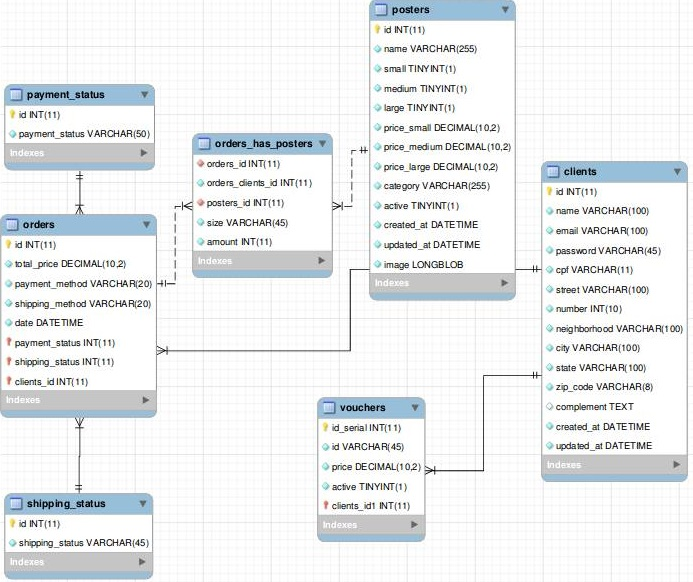 posters
id INT(11)
name VARCHAR(255)
small TINYINT(1)
medium TINYINT(1)
large TINYINT(1)
price_small DECIMAL(10,2)
price_medium DECIMAL(10,2)
price_large DECIMAL(10,2)
category VARCHAR(255)
active TINYINT(1)
created_at DATETIME
updated_at DATETIME
image LONGBLOB
Indexes
payment_status
id INT(11)
payment_status VARCHAR(50)
Indexes
orders_has_posters
orders_id INT(11)
orders_clients_id INT(11)
posters_id INT(11)
size VARCHAR(45)
amount INT(11)
Indexes
clients
id INT(11)
name VARCHAR(100)
email VARCHAR(100)
password VARCHAR(45)
cpf VARCHAR(11)
street VARCHAR(100)
number INT(10)
neighborhood VARCHAR(100)
city VARCHAR(100)
state VARCHAR(100)
zip_code VARCHAR(8)
complement TEXT
created_at DATETIME
updated_at DATETIME
Indexes
orders
id INT(11)
total_price DECIMAL(10,2)
payment_method VARCHAR(20)
shipping_method VARCHAR(20)
date DATETIME
payment_status INT(11)
shipping_status INT(11)
clients_id INT(11)
Indexes
vouchers
id_serial INT(11)
id VARCHAR(45)
price DECIMAL(10,2)
active TINYINT(1)
clients_id1 INT(11)
Indexes
shipping_status
id INT(11)
shipping_status VARCHAR(45)
Indexes